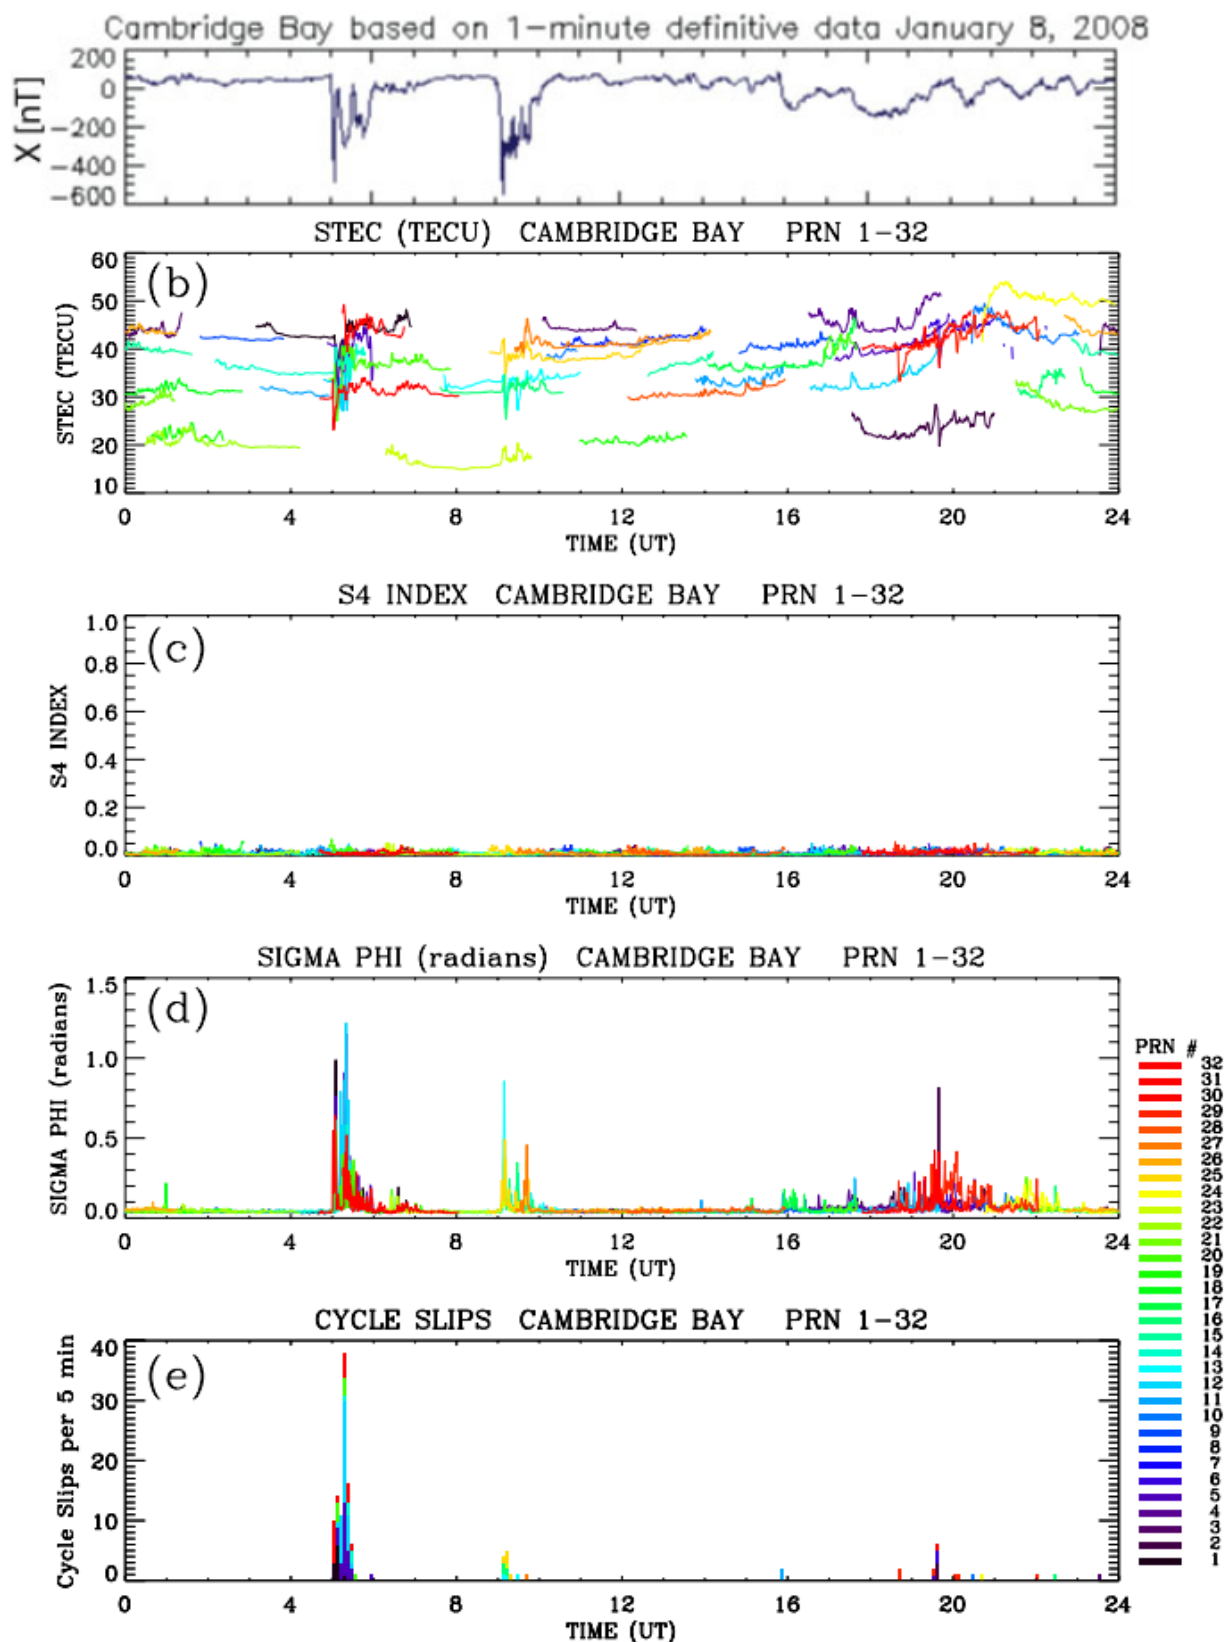 Cambridge Bay based on 1-minute definitive data January 8, 2008
200
0
-200
-400
-600
X [nT]
STEC (TECU) CAMBRIDGE BAY PRN 1-32
(b)
60
50
40
30
20
10
STEC (TECU)
0 4 8 12 16 20 24
TIME (UT)
S4 INDEX CAMBRIDGE BAY PRN 1-32
(c)
1.0
0.8
0.6
0.4
0.2
0.0
S4 INDEX
0 4 8 12 16 20 24
TIME (UT)
SIGMA PHI (radians) CAMBRIDGE BAY PRN 1-32
(d)
1.5
1.0
0.5
0.0
SIGMA PHI (radians)
0 4 8 12 16 20 24
TIME (UT)
CYCLE SLIPS CAMBRIDGE BAY PRN 1-32
(e)
40
30
20
10
0
Cycle Slips per 5 min
0 4 8 12 16 20 24
TIME (UT)
PRN #
32
31
30
29
28
27
26
25
24
23
22
21
20
19
18
17
16
15
14
13
12
11
10
9
8
7
6
5
4
3
2
1